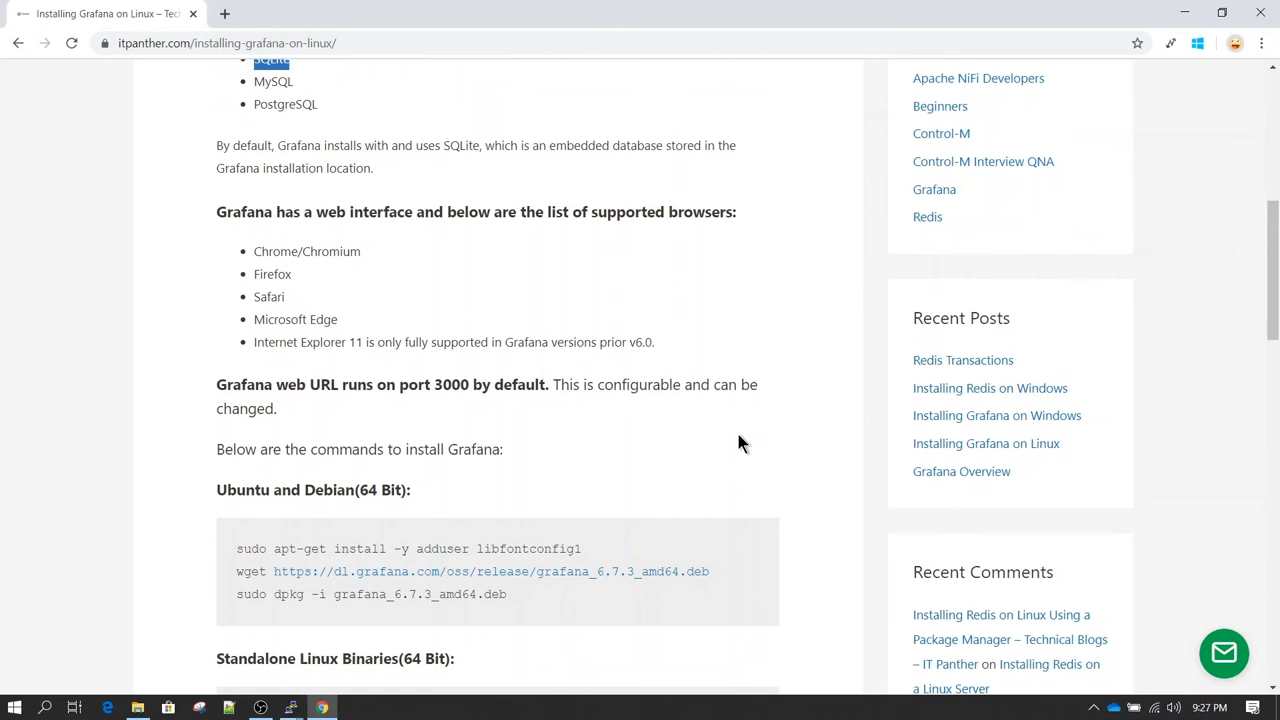 Installing Grafana on Linux – Tec
itpanther.com/installing-grafana-on-linux/
SQLite
MySQL
PostgreSQL
By default, Grafana installs with and uses SQLite, which is an embedded database stored in the
Grafana installation location.
Grafana has a web interface and below are the list of supported browsers:
Chrome/Chromium
Firefox
Safari
Microsoft Edge
Internet Explorer 11 is only fully supported in Grafana versions prior v6.0.
Grafana web URL runs on port 3000 by default. This is configurable and can be
changed.
Below are the commands to install Grafana:
Ubuntu and Debian(64 Bit):
sudo apt-get install -y adduser libfontconfig1
wget https://dl.grafana.com/oss/release/grafana_6.7.3_amd64.deb
sudo dpkg -i grafana_6.7.3_amd64.deb
Standalone Linux Binaries(64 Bit):
Apache NiFi Developers
Beginners
Control-M
Control-M Interview QNA
Grafana
Redis
Recent Posts
Redis Transactions
Installing Redis on Windows
Installing Grafana on Windows
Installing Grafana on Linux
Grafana Overview
Recent Comments
Installing Redis on Linux Using a
Package Manager – Technical Blogs
– IT Panther on Installing Redis on
a Linux Server
9:27 PM